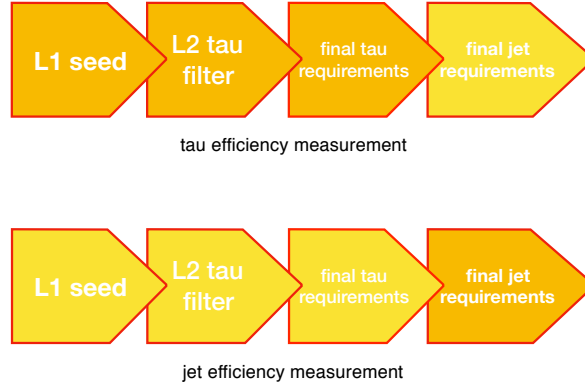 L1 seed
L2 tau
filter
final tau
requirements
final jet
requirements
tau efficiency measurement
L1 seed
L2 tau
filter
final tau
requirements
final jet
requirements
jet efficiency measurement